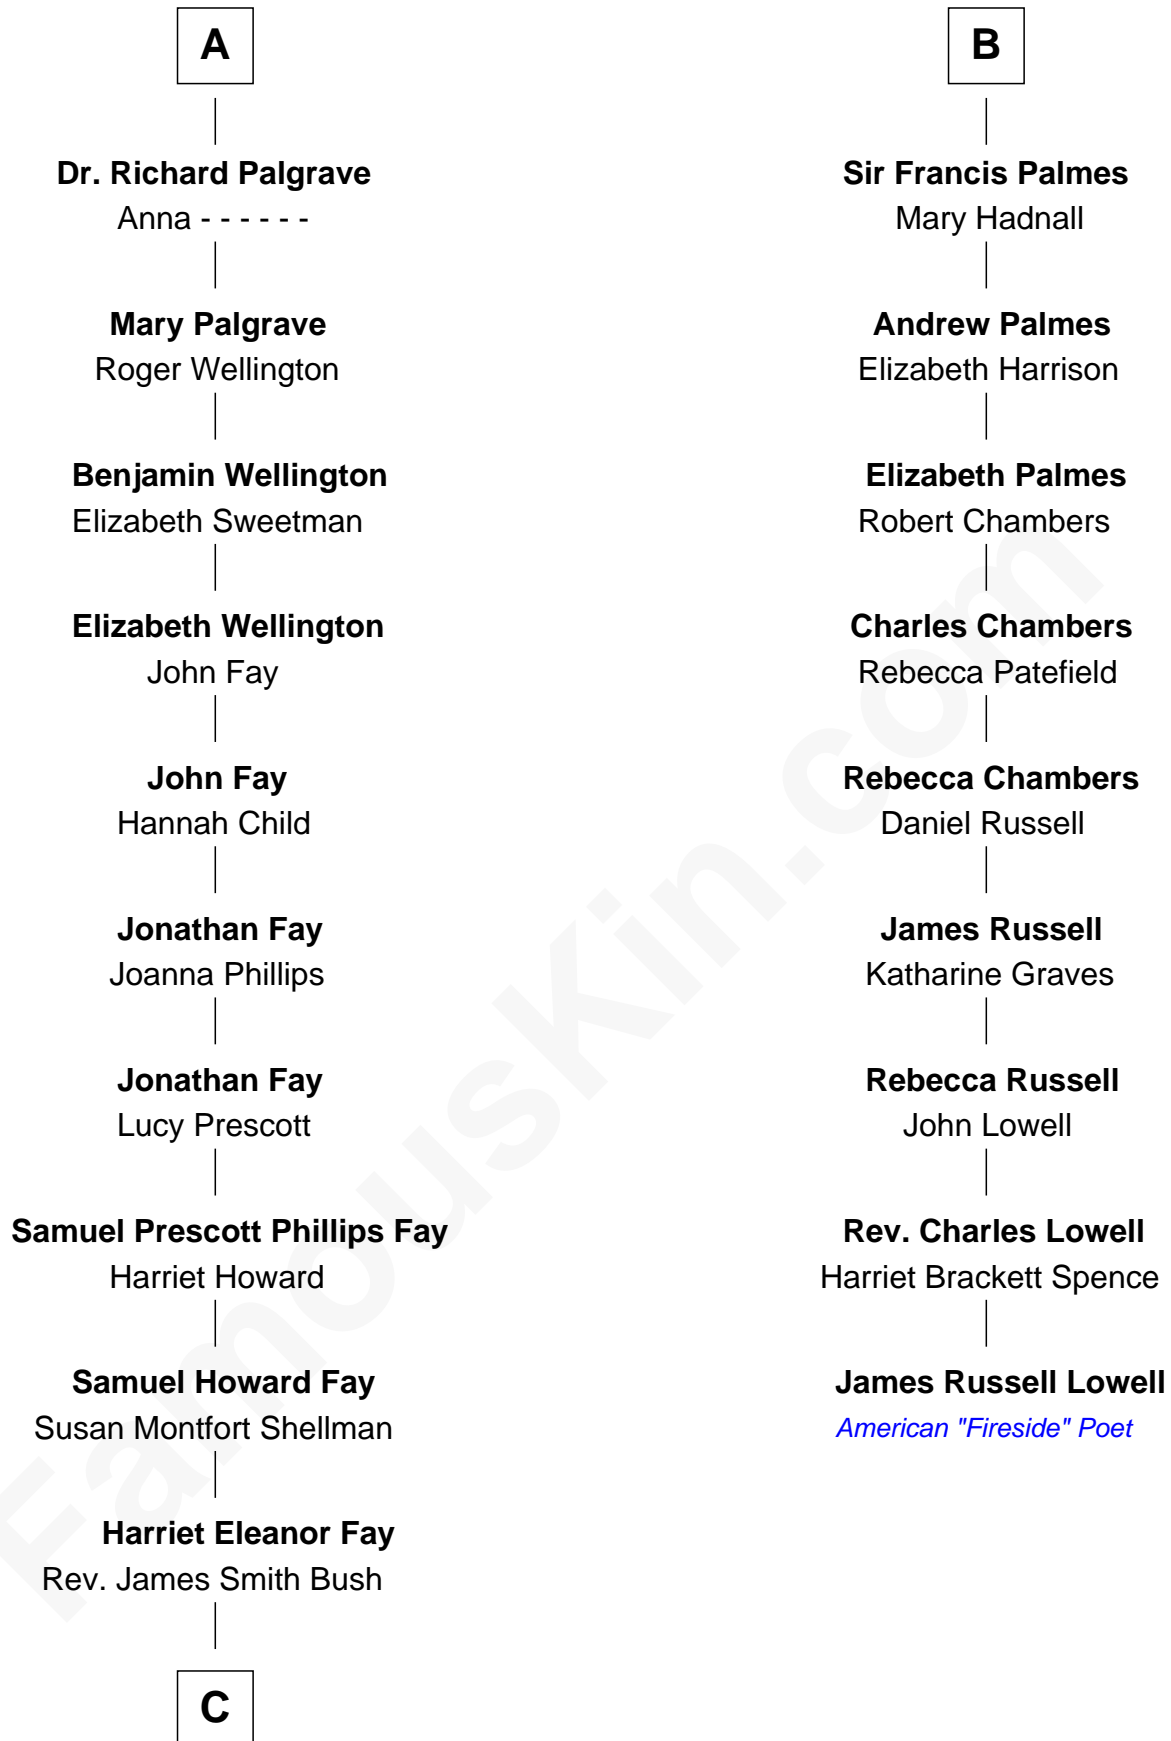 A
Dr. Richard Palgrave
Anna - - - - - -
Mary Palgrave
Roger Wellington
Benjamin Wellington
Elizabeth Sweetman
Elizabeth Wellington
John Fay
John Fay
Hannah Child
Jonathan Fay
Joanna Phillips
Jonathan Fay
Lucy Prescott
Samuel Prescott Phillips Fay
Harriet Howard
Samuel Howard Fay
Susan Montfort Shellman
Harriet Eleanor Fay
Rev. James Smith Bush
C
B
Sir Francis Palmes
Mary Hadnall
Andrew Palmes
Elizabeth Harrison
Elizabeth Palmes
Robert Chambers
Charles Chambers
Rebecca Patefield
Rebecca Chambers
Daniel Russell
James Russell
Katharine Graves
Rebecca Russell
John Lowell
Rev. Charles Lowell
Harriet Brackett Spence
James Russell Lowell
American "Fireside" Poet
FamousKin.com